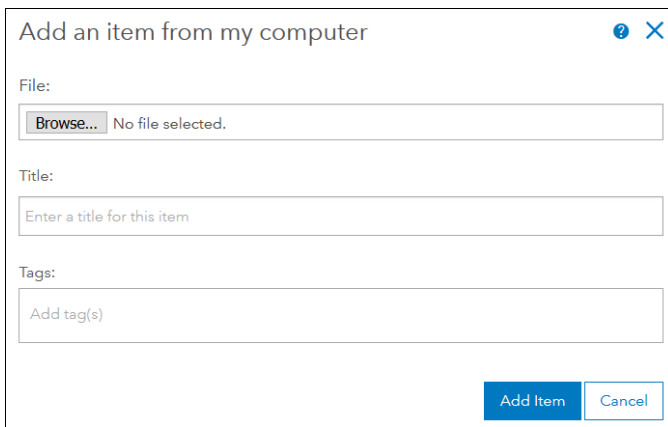 Add an item from my computer
File:
Browse... No file selected.
Title:
Enter a title for this item
Tags:
Add tag(s)
Add Item Cancel